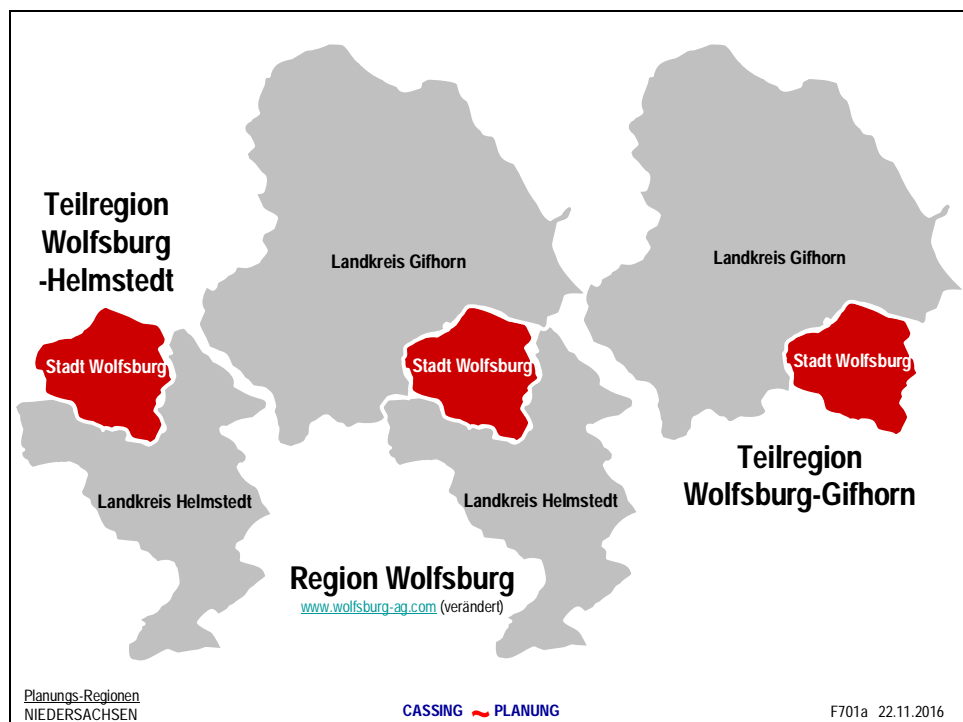 Teilregion
Wolfsburg
-Helmstedt
Stadt Wolfsburg
Landkreis Helmstedt
Landkreis Gifhorn
Stadt Wolfsburg
Landkreis Helmstedt
Region Wolfsburg
www.wolfsburg-ag.com (verändert)
Landkreis Gifhorn
Stadt Wolfsburg
Teilregion
Wolfsburg-Gifhorn
Planungs-Regionen
NIEDERSACHSEN
CASSING ~ PLANUNG
F701a 22.11.2016